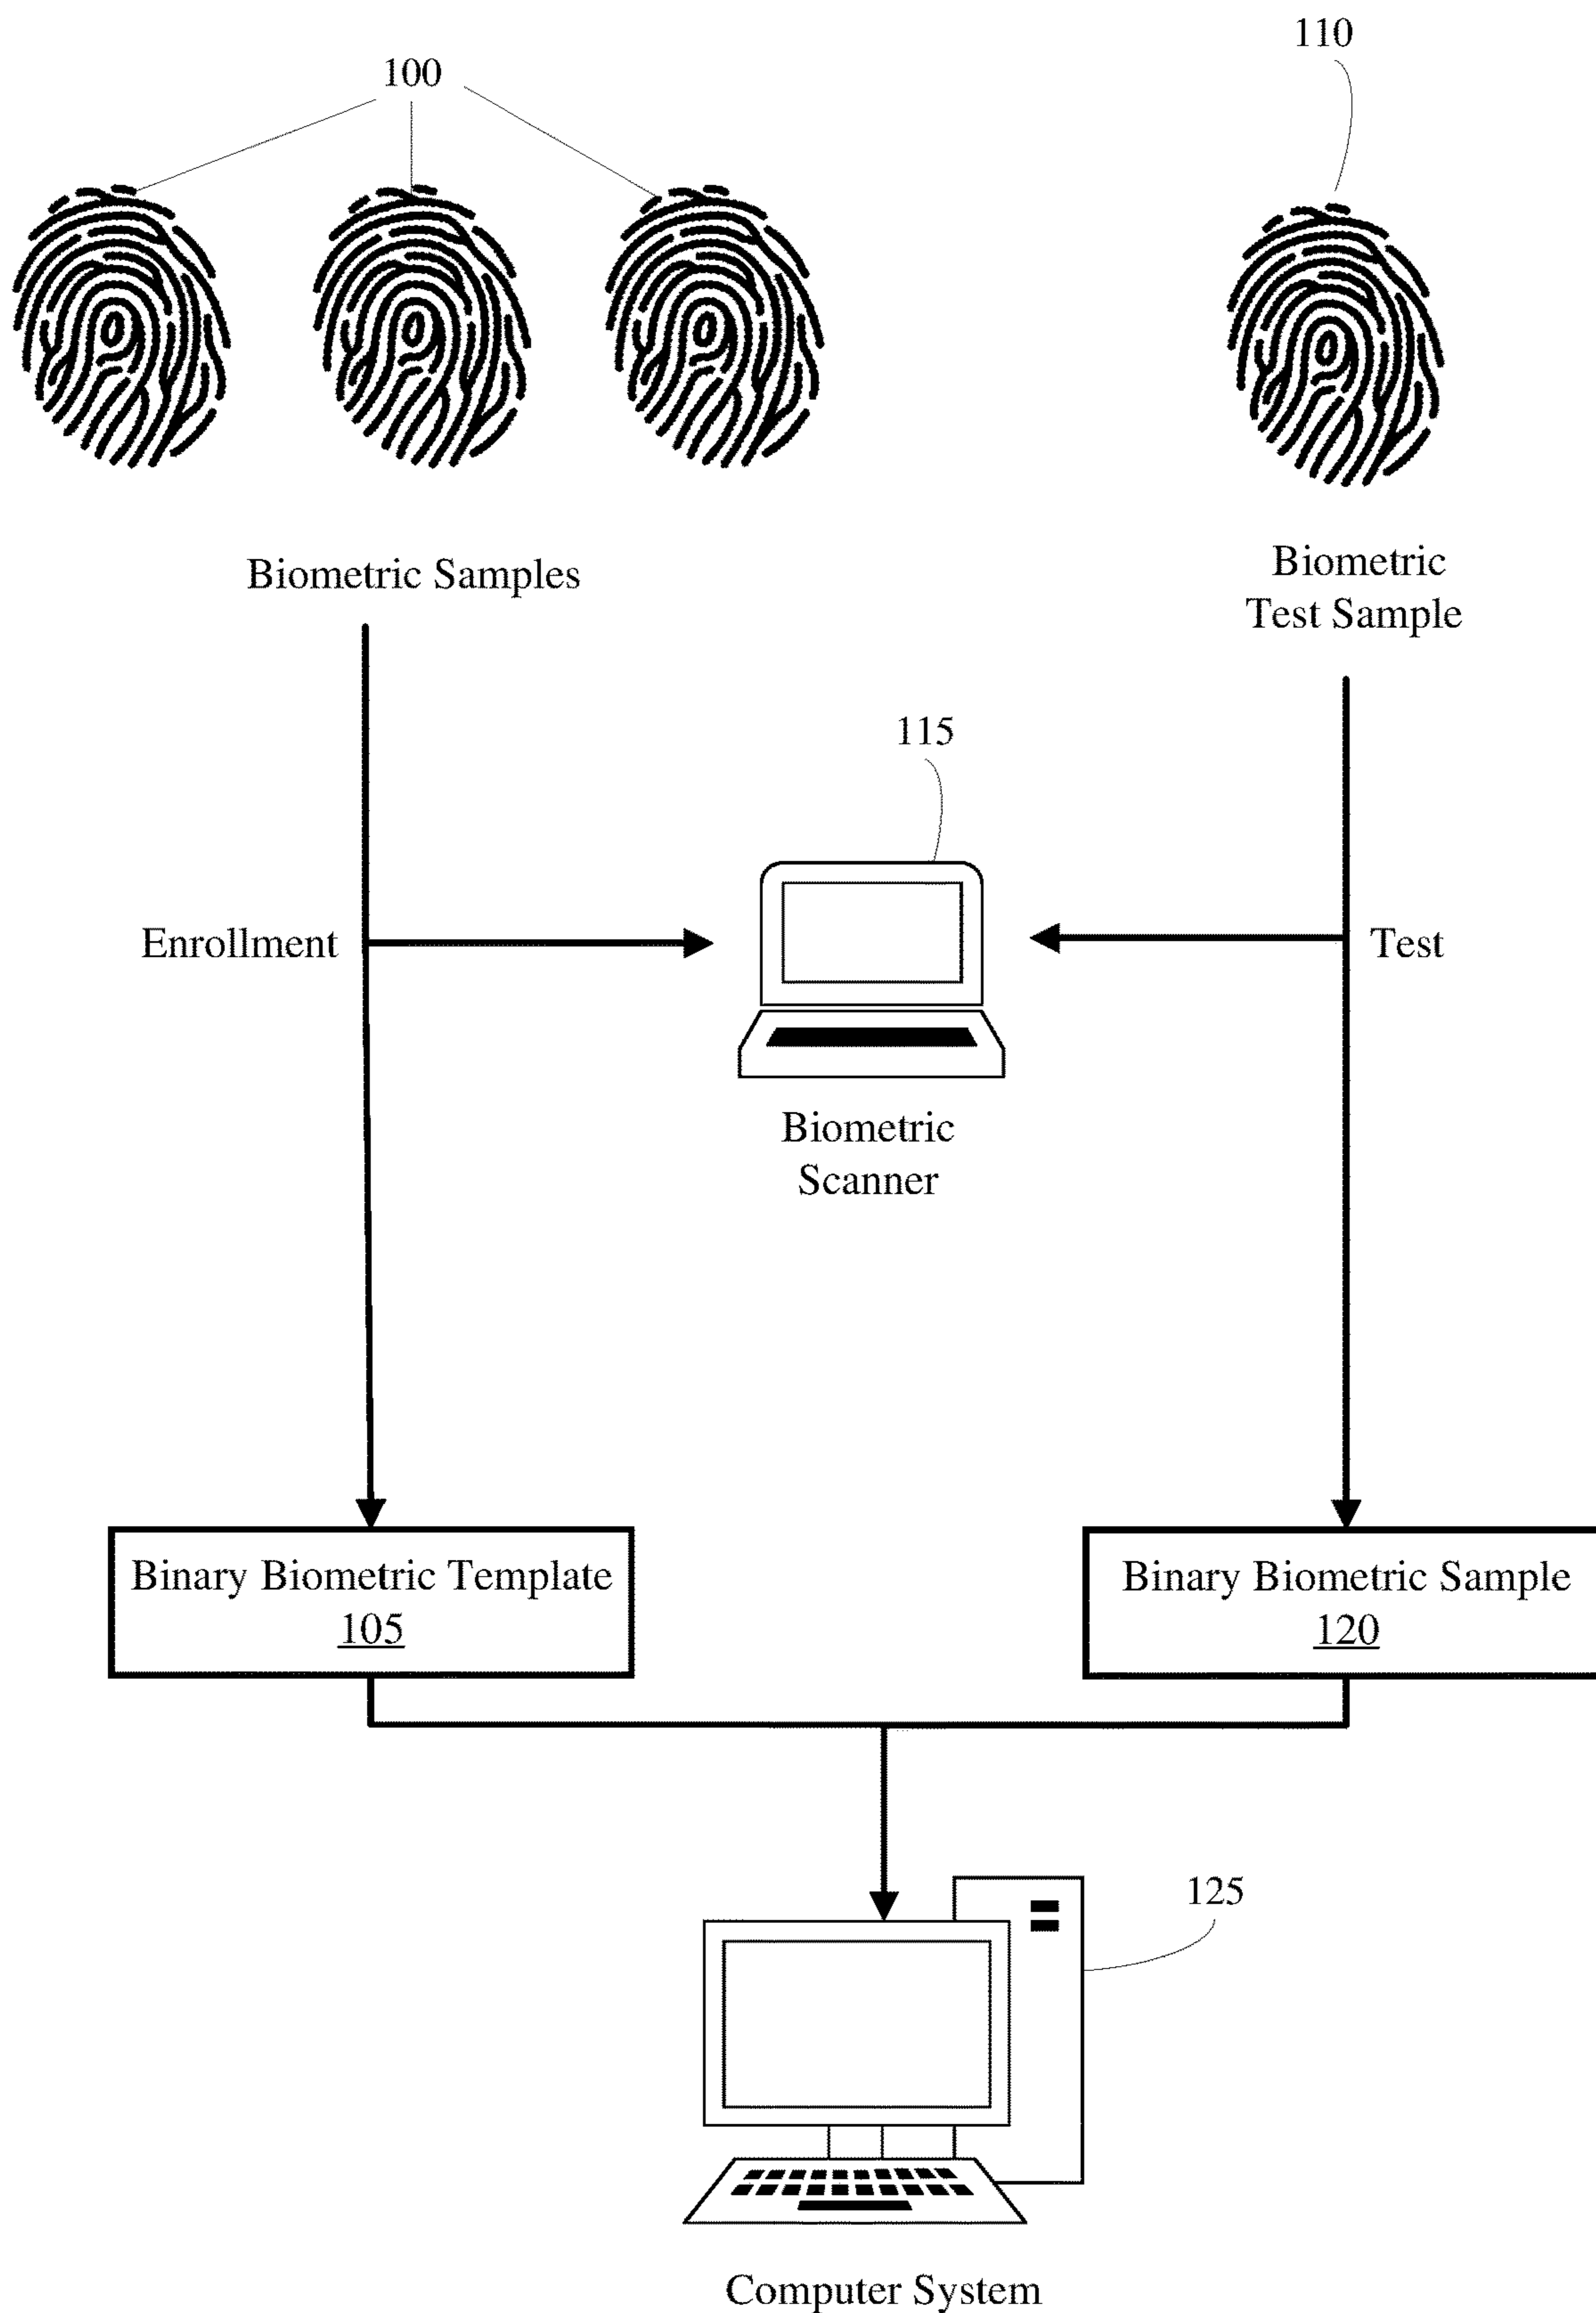 110
100
Biometric Samples
Biometric
Test Sample
115
Enrollment
Test
Biometric
Scanner
Binary Biometric Template
105
Binary Biometric Sample
120
125
Computer System